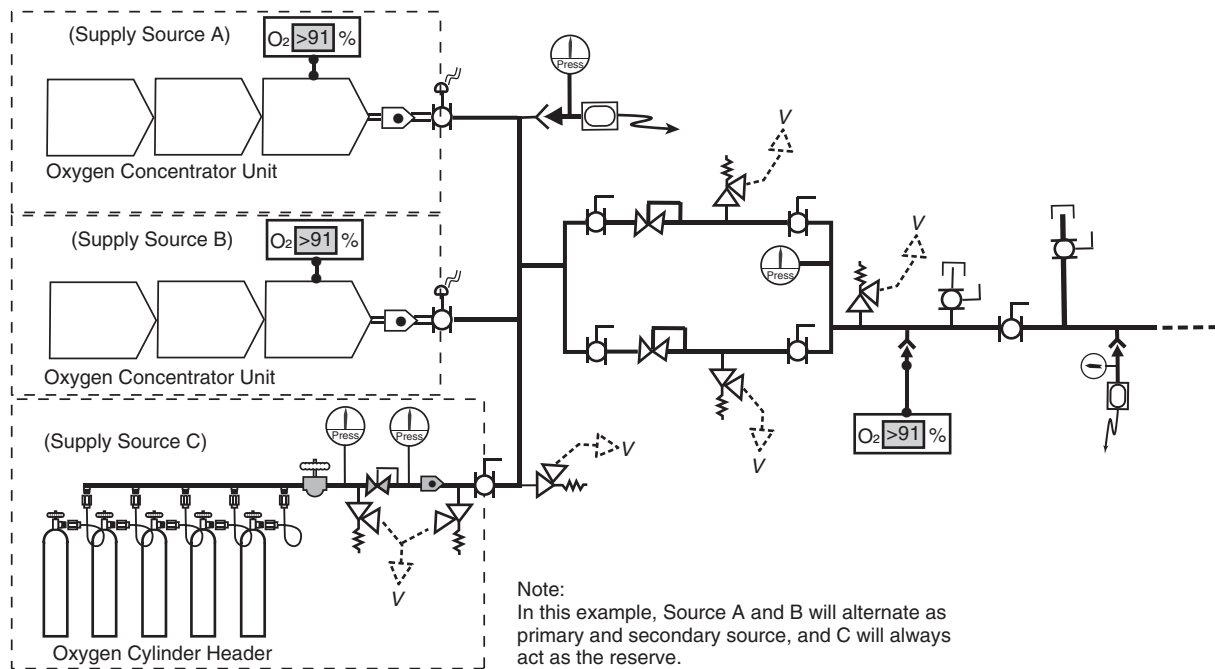 (Supply Source A)
O₂ >91 %
Oxygen Concentrator Unit
Press
V
(Supply Source B)
O₂ >91 %
Oxygen Concentrator Unit
Press
V
V
(Supply Source C)
Press
Press
V
V
V
O₂ >91 %
Oxygen Cylinder Header
Note:
In this example, Source A and B will alternate as
primary and secondary source, and C will always
act as the reserve.